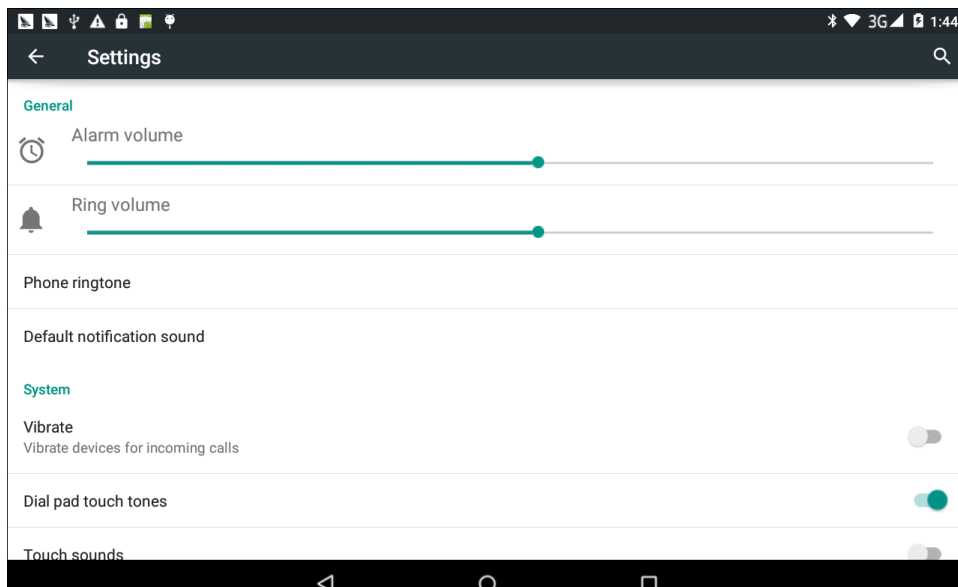 3G 1:44
Settings
General
Alarm volume
Ring volume
Phone ringtone
Default notification sound
System
Vibrate
Vibrate devices for incoming calls
Dial pad touch tones
Touch sounds